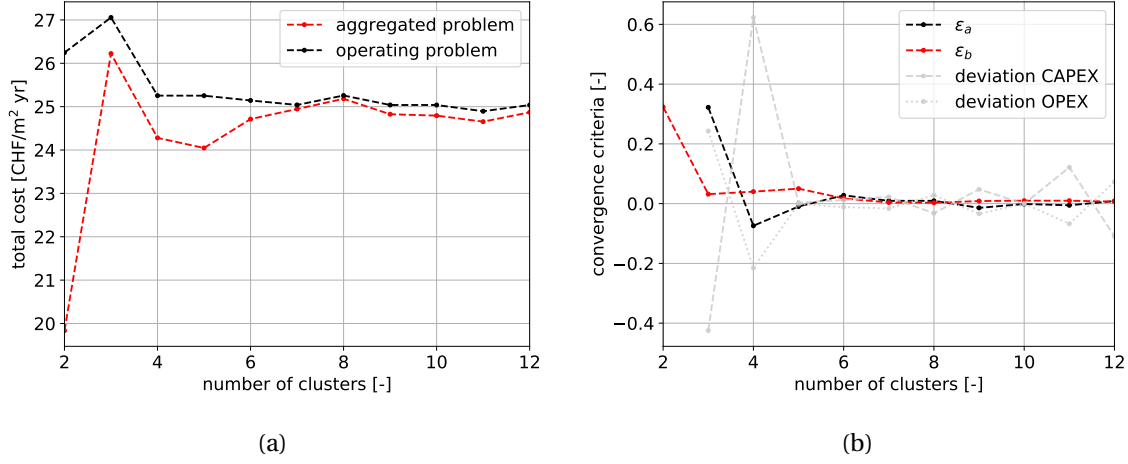 27
26
25
24
23
22
21
20
total cost [CHF/m² yr]
aggregated problem
operating problem
2
4
6
8
10
12
number of clusters [-]
(a)
0.6
0.4
0.2
0.0
−0.2
−0.4
convergence criteria [-]
εₐ
ε_b
deviation CAPEX
deviation OPEX
2
4
6
8
10
12
number of clusters [-]
(b)